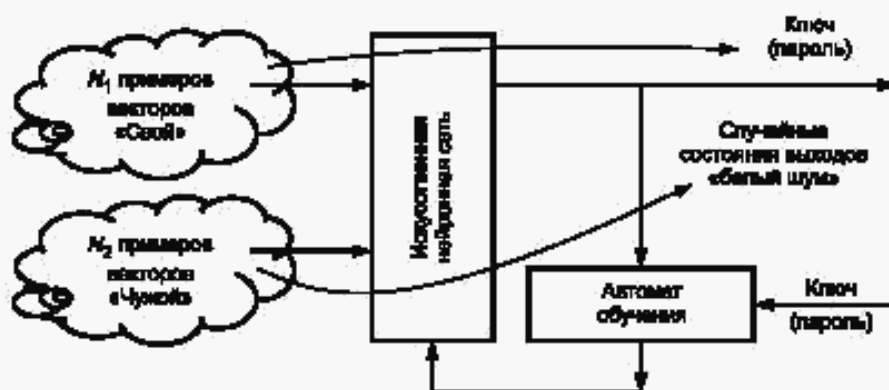 N1 примеров
векторов
«Свой»
N2 примеров
векторов
«Чужой»
Искусственная
нейронная сеть
Ключ
(пароль)
Случайные
состояния выходов
«белый шум»
Автомат
обучения
Ключ
(пароль)